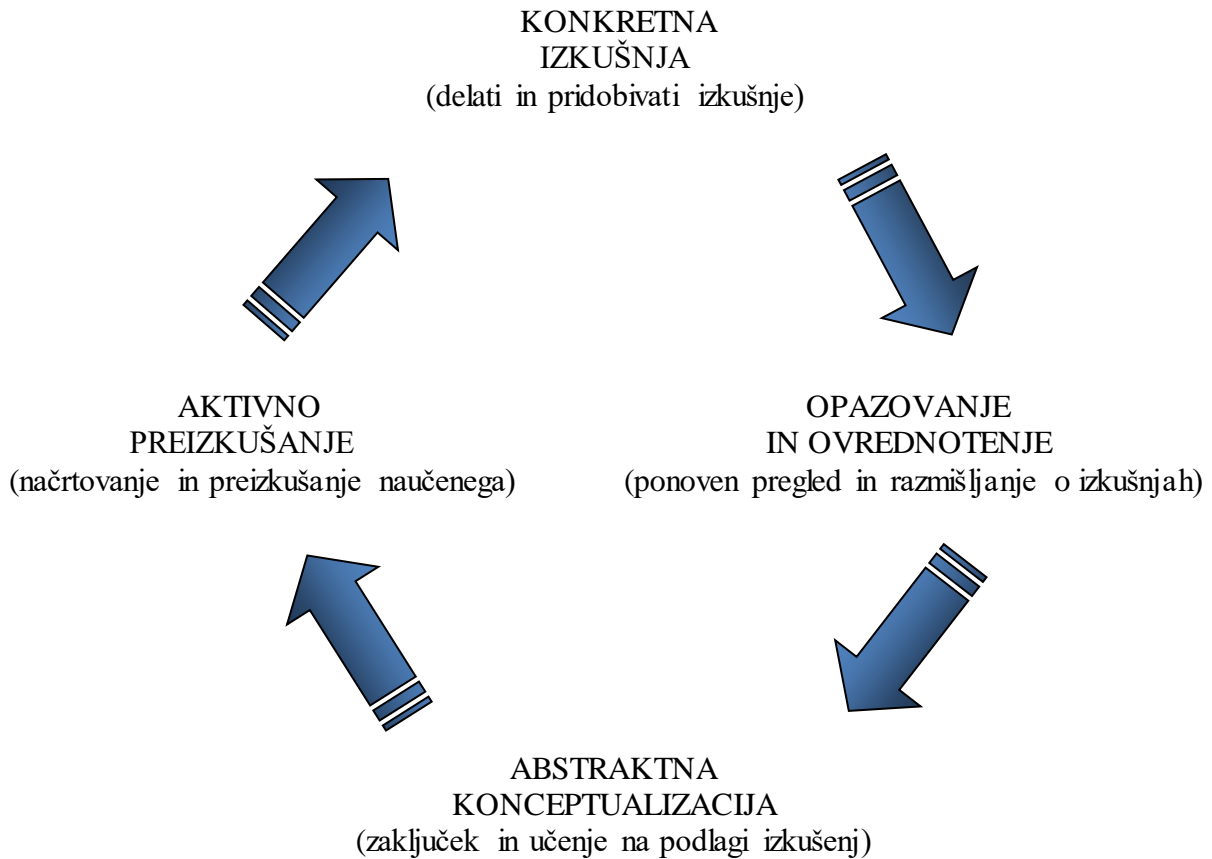 KONKRETNA
IZKUŠNJA
(delati in pridobivati izkušnje)
AKTIVNO
PREIZKUŠANJE
(načrtovanje in preizkušanje naučenega)
OPAZOVANJE
IN OVREDNOTENJE
(ponoven pregled in razmišljanje o izkušnjah)
ABSTRAKTNA
KONCEPTUALIZACIJA
(zaključek in učenje na podlagi izkušenj)